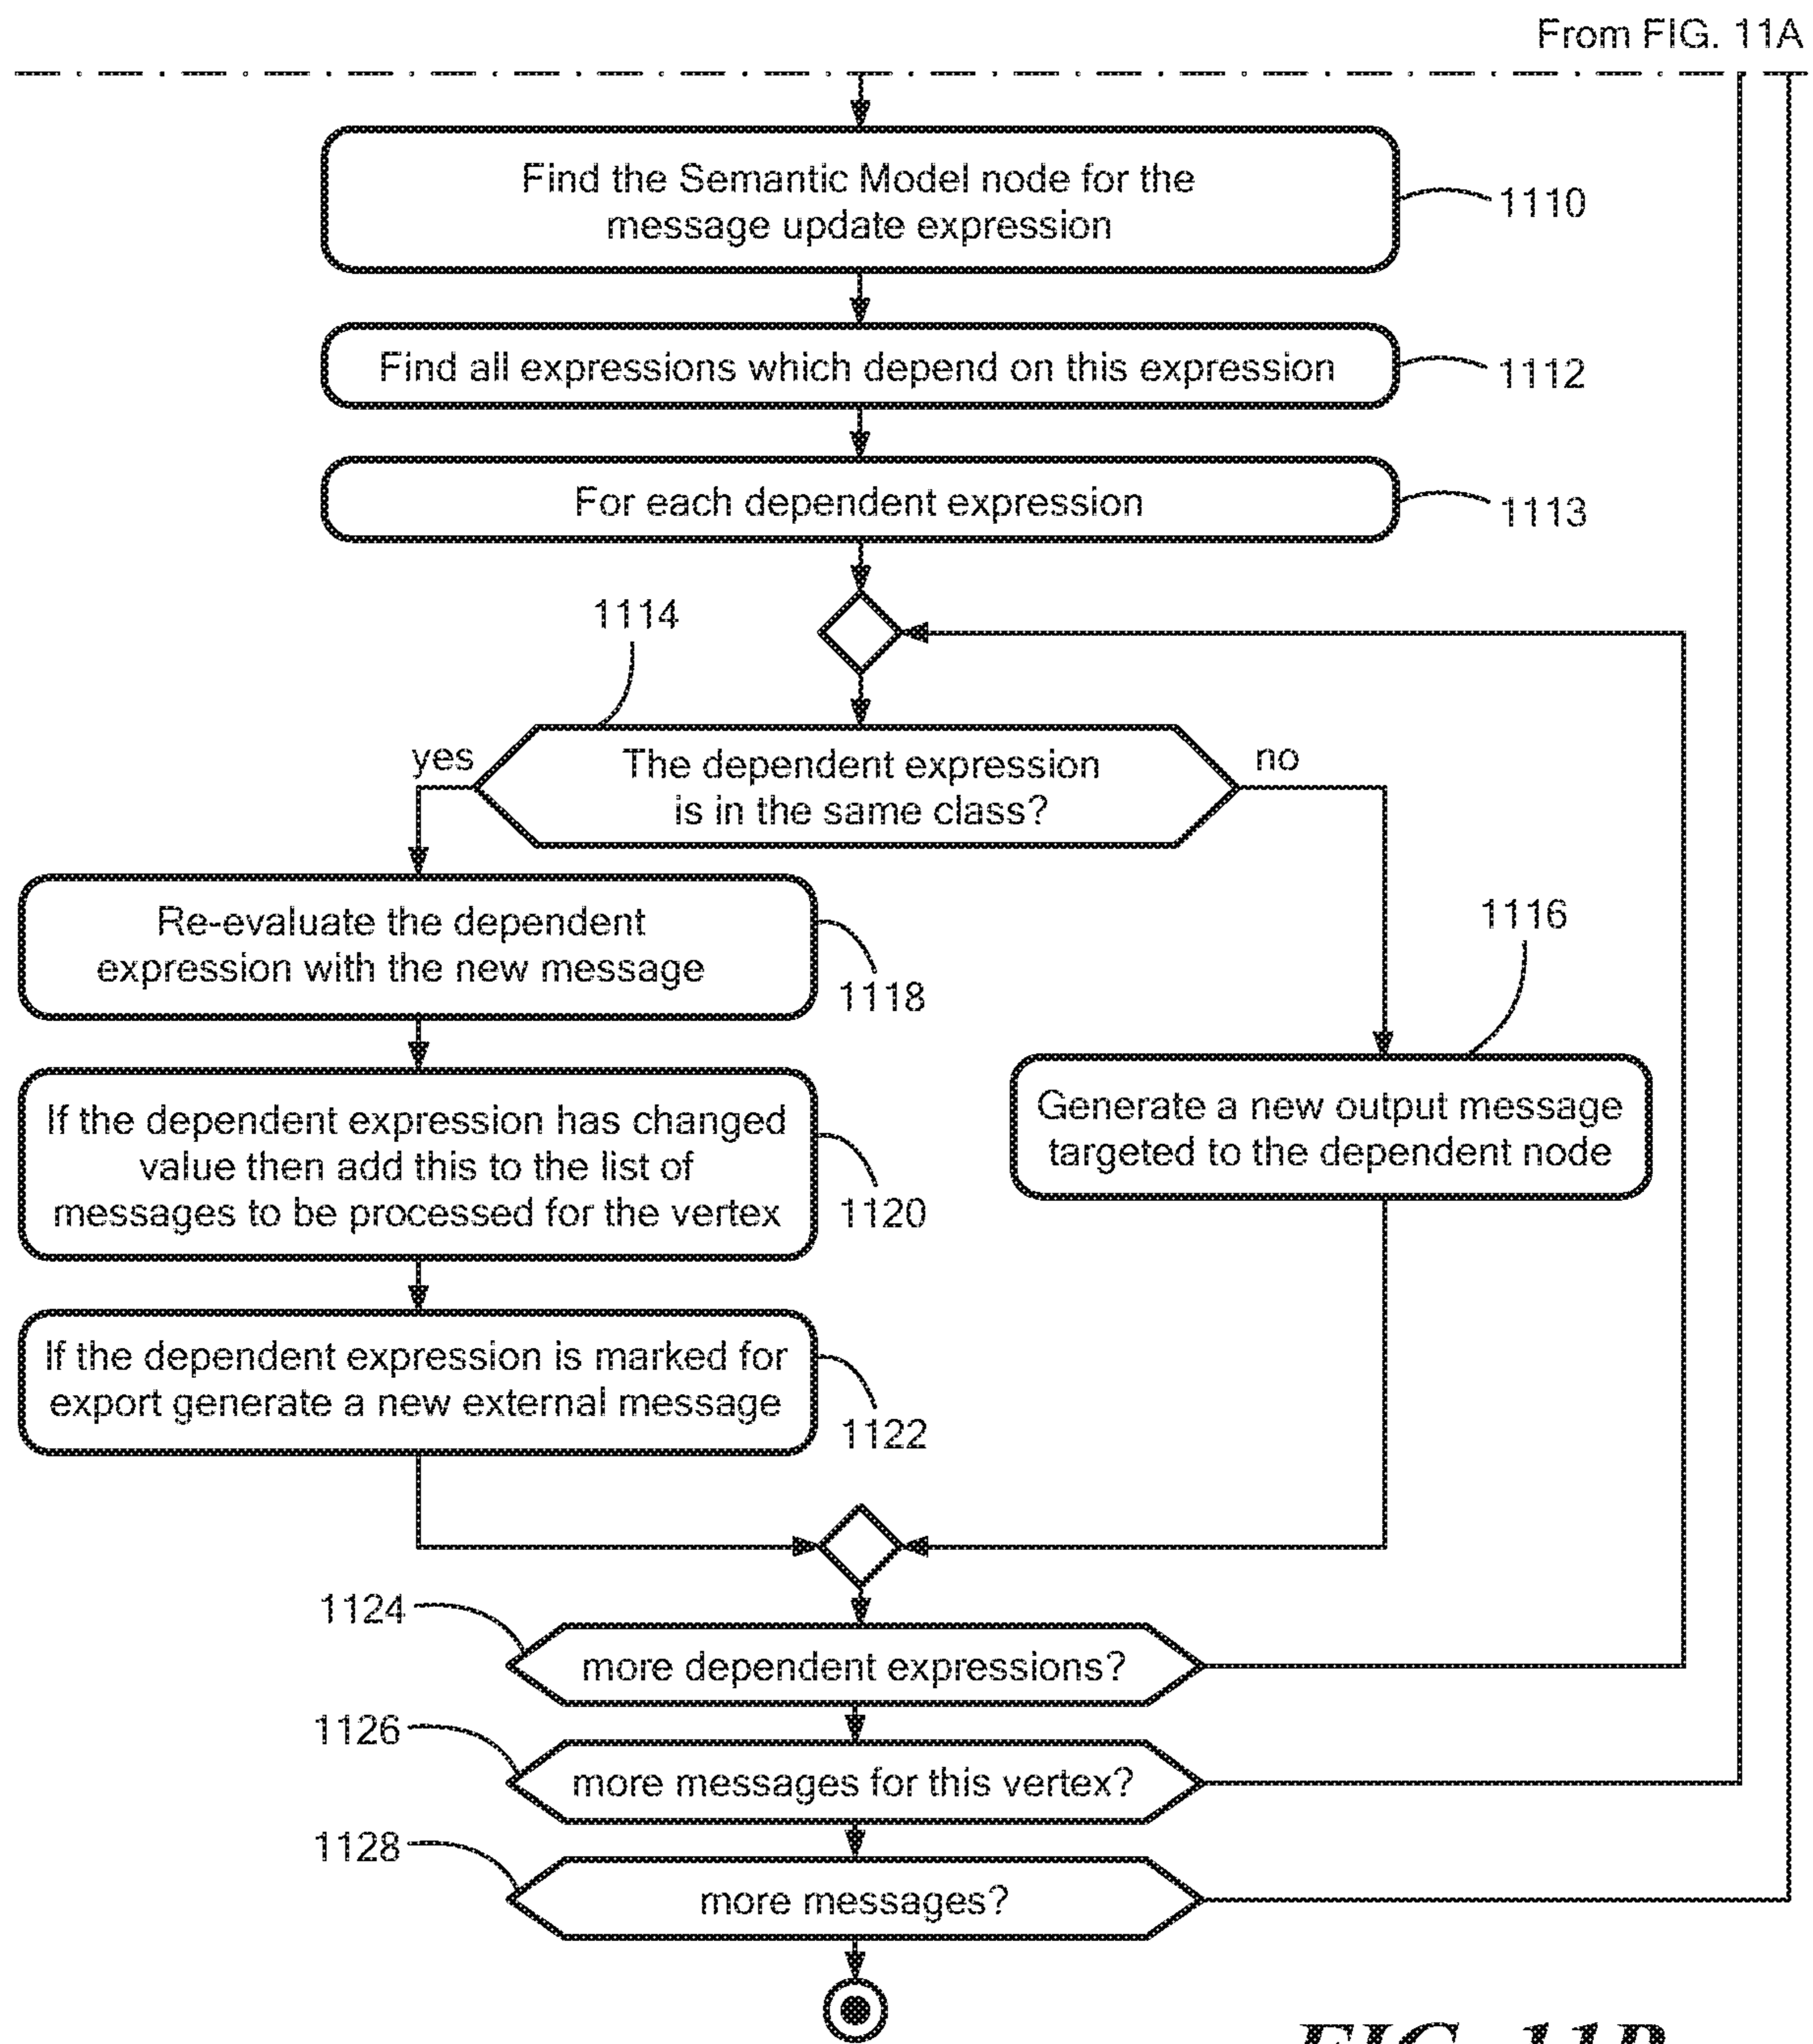 From FIG. 11A
Find the Semantic Model node for the
message update expression
1110
Find all expressions which depend on this expression
1112
For each dependent expression
1113
1114
yes
The dependent expression
is in the same class?
no
Re-evaluate the dependent
expression with the new message
1118
1116
Generate a new output message
targeted to the dependent node
If the dependent expression has changed
value then add this to the list of
messages to be processed for the vertex
1120
If the dependent expression is marked for
export generate a new external message
1122
1124
more dependent expressions?
1126
more messages for this vertex?
1128
more messages?
FIG. 11B